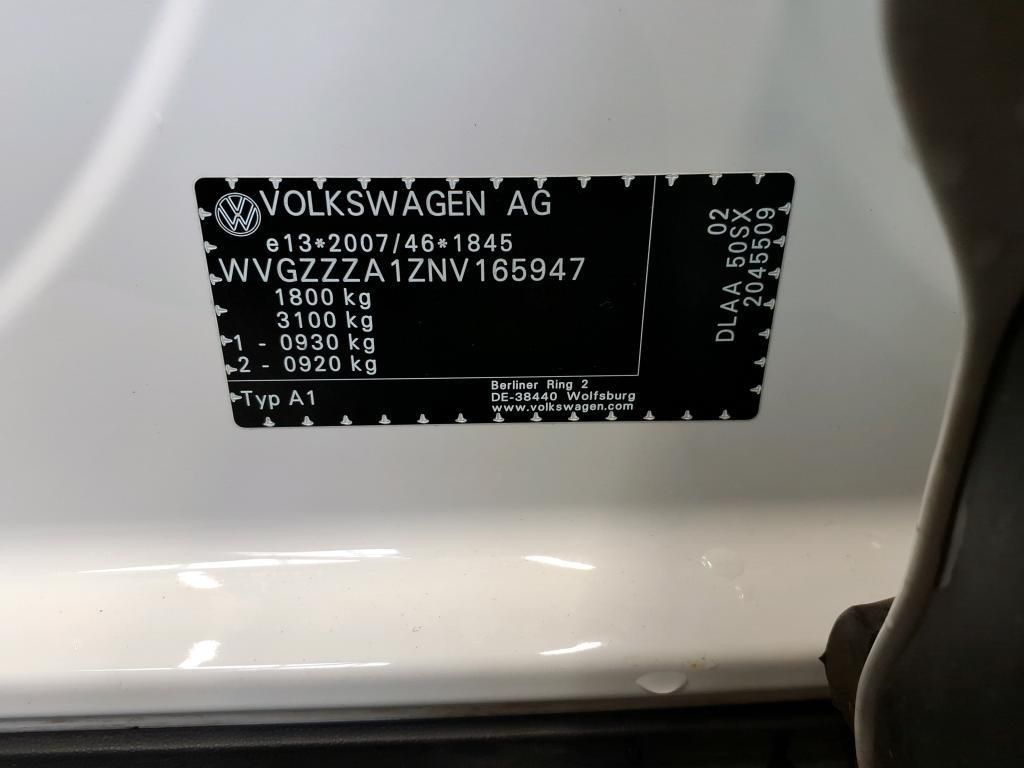 VOLKSWAGEN AG
e13*2007/46*1845
WVGZZZA1ZNV165947
1800 kg
3100 kg
1 - 0930 kg
2 - 0920 kg
Typ A1
Berliner Ring 2
DE-38440 Wolfsburg
www.volkswagen.com
02
DLAA 50SX
2045509